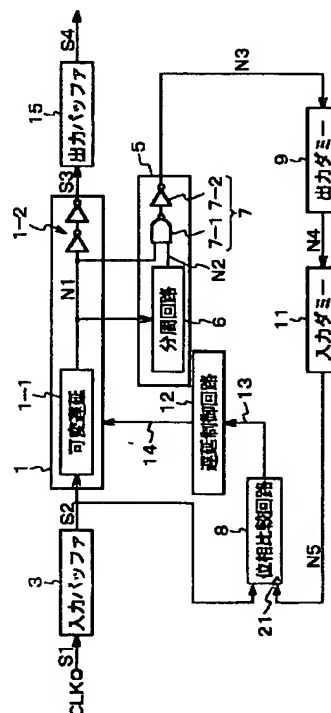 CLK
S1
入力バッファ
3
S2
1
可変遅延
1-1
N1
1-2
S3
出力バッファ
15
S4
5
分周回路
6
N2
7-1
7-2
7
N3
12
遅延制御回路
14
13
8
位相比較回路
21
N5
入力ダミー
11
N4
出力ダミー
9